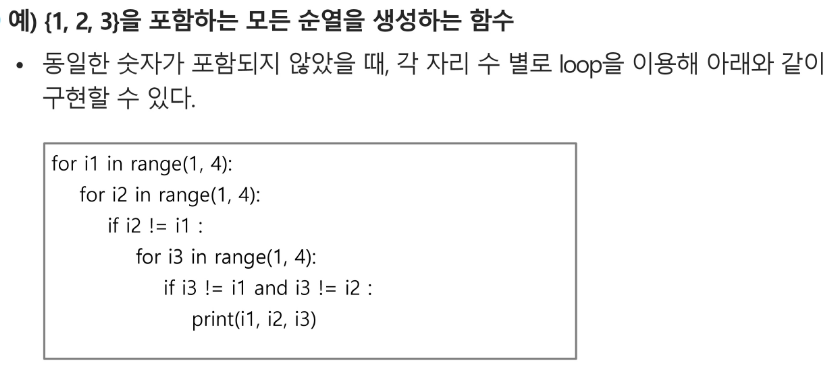 예) {1, 2, 3}을 포함하는 모든 순열을 생성하는 함수
• 동일한 숫자가 포함되지 않았을 때, 각 자리 수 별로 loop을 이용해 아래와 같이
구현할 수 있다.
for i1 in range(1, 4):
    for i2 in range(1, 4):
        if i2 != i1 :
            for i3 in range(1, 4):
                if i3 != i1 and i3 != i2 :
                    print(i1, i2, i3)